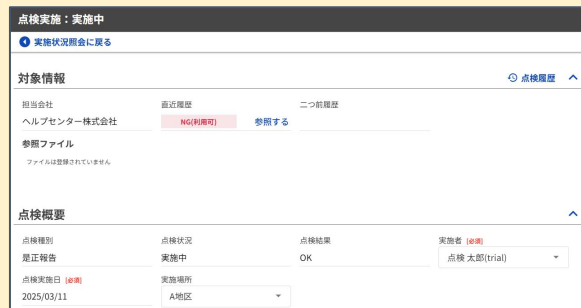 点検実施：実施中
実施状況照会に戻る
対象情報
点検履歴
担当会社
直近履歴
二つ前履歴
ヘルプセンター株式会社
NG(利用可)
参照する
参照ファイル
ファイルは登録されていません
点検概要
点検種別
点検状況
点検結果
実施者 [必須]
是正報告
実施中
OK
点検 太郎(trial)
点検実施日 [必須]
実施場所
2025/03/11
A地区